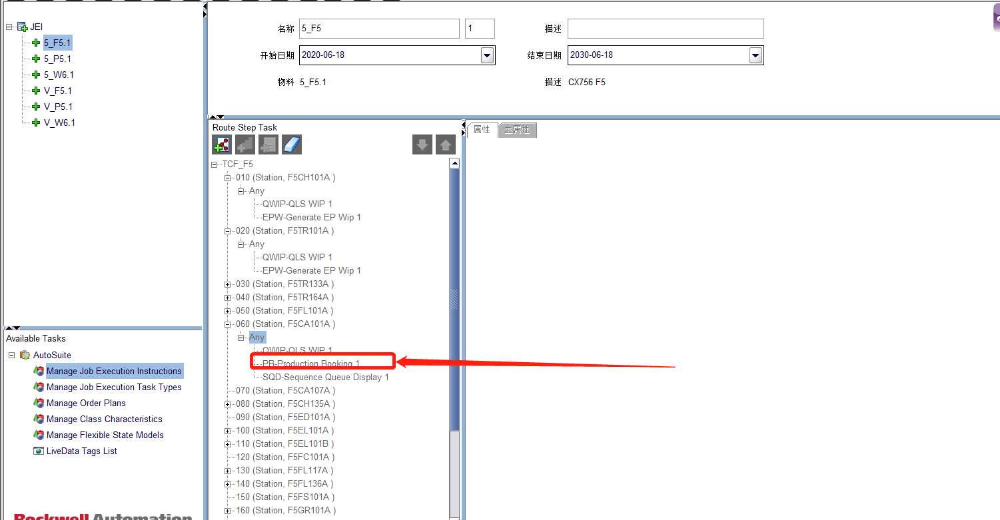 JEI
5_F5.1
5_P5.1
5_W6.1
V_F5.1
V_P5.1
V_W6.1
Available Tasks
AutoSuite
Manage Job Execution Instructions
Manage Job Execution Task Types
Manage Order Plans
Manage Class Characteristics
Manage Flexible State Models
LiveData Tags List
Rockwell Automation
名称 5_F5 1 描述
开始日期 2020-06-18 结束日期 2030-06-18
物料 5_F5.1 描述 CX756 F5
Route Step Task
TCF_F5
010 (Station, F5CH101A )
Any
QWIP-QLS WIP 1
EPW-Generate EP Wip 1
020 (Station, F5TR101A )
Any
QWIP-QLS WIP 1
EPW-Generate EP Wip 1
030 (Station, F5TR133A )
040 (Station, F5TR164A )
050 (Station, F5FL101A )
060 (Station, F5CA101A )
Any
QWIP-QLS WIP 1
PB-Production Booking 1
SQD-Sequence Queue Display 1
070 (Station, F5CA107A )
080 (Station, F5CH135A )
090 (Station, F5ED101A )
100 (Station, F5EL101A )
110 (Station, F5EL101B )
120 (Station, F5FC101A )
130 (Station, F5FL117A )
140 (Station, F5FL136A )
150 (Station, F5FS101A )
160 (Station, F5GR101A )
属性 主属性